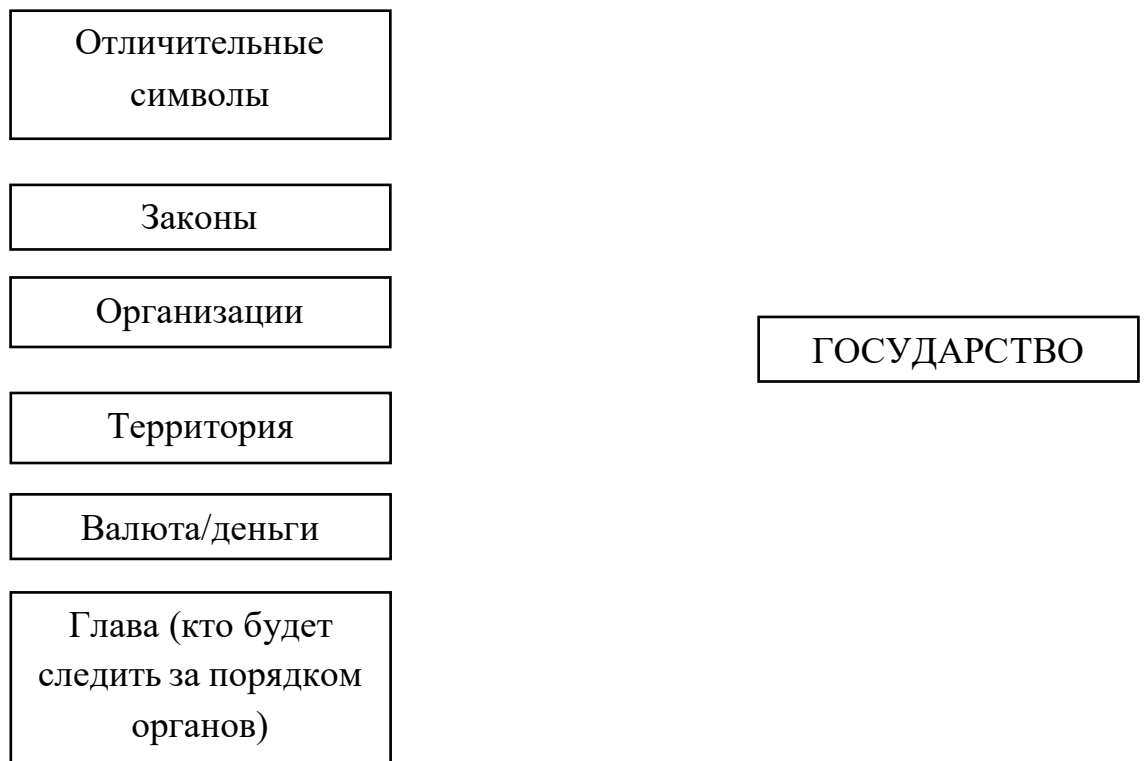 Отличительные
символы
Законы
Организации
ГОСУДАРСТВО
Территория
Валюта/деньги
Глава (кто будет
следить за порядком
органов)